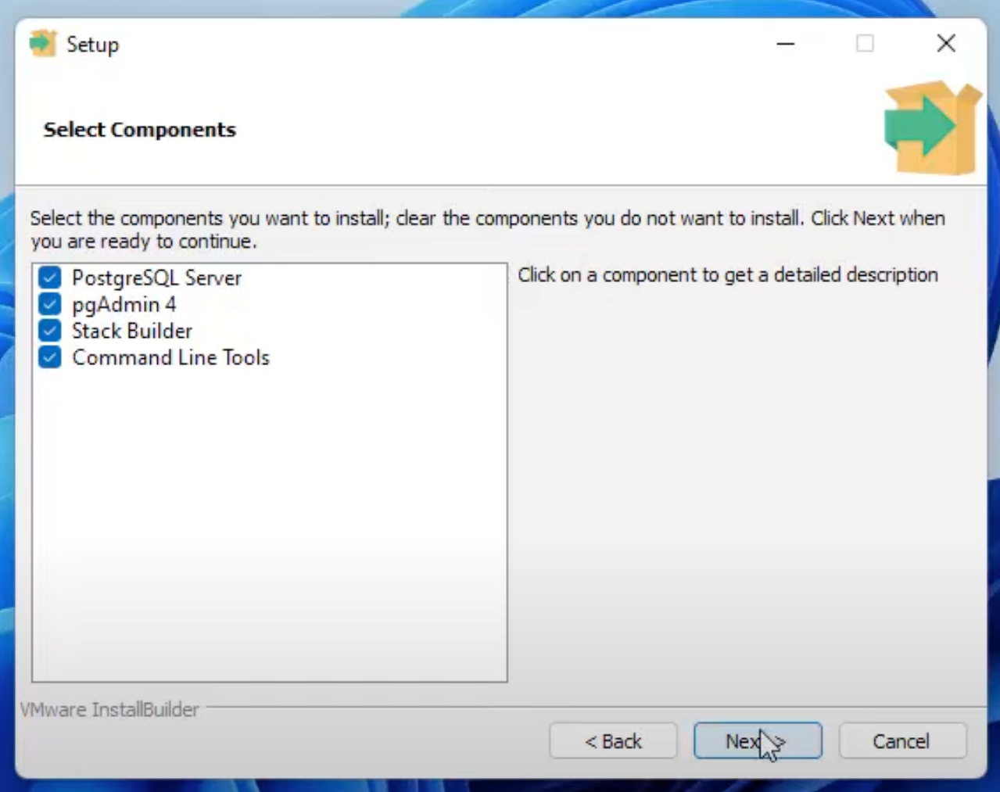 Setup
Select Components
Select the components you want to install; clear the components you do not want to install. Click Next when
you are ready to continue.
Click on a component to get a detailed description
PostgreSQL Server
pgAdmin 4
Stack Builder
Command Line Tools
VMware InstallBuilder
< Back
Next >
Cancel